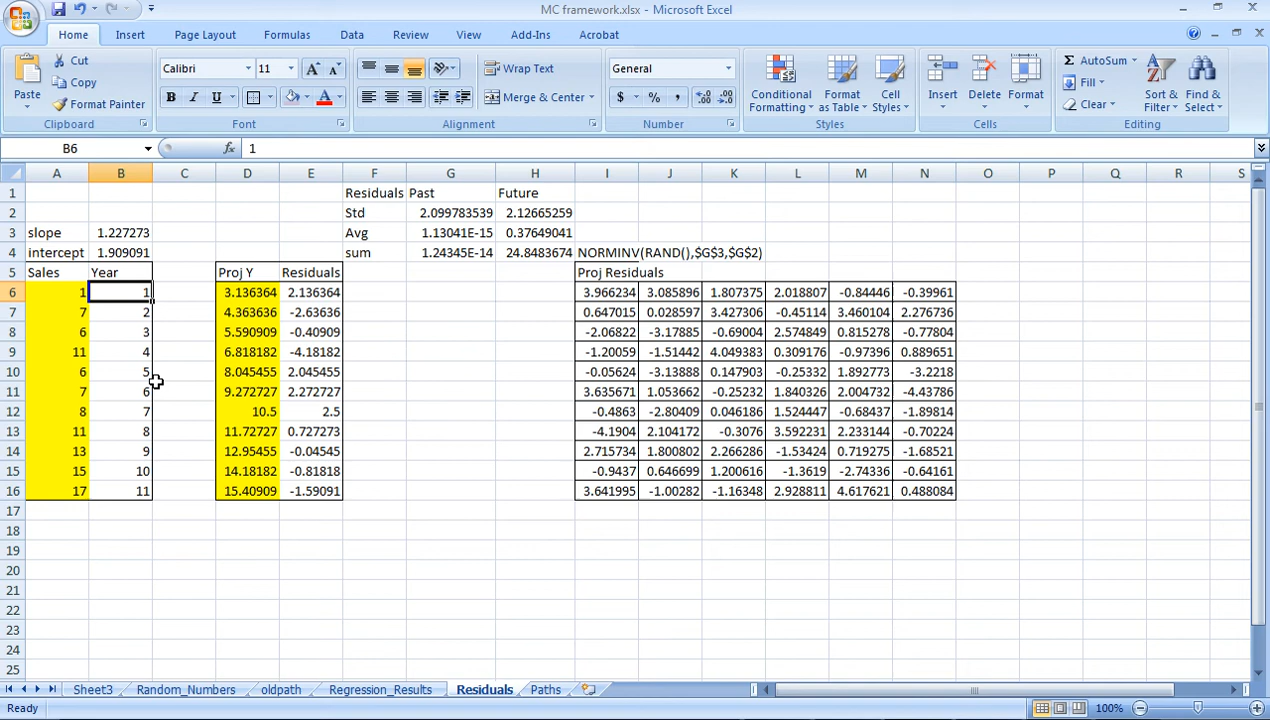 MC framework.xlsx - Microsoft Excel
Home Insert Page Layout Formulas Data Review View Add-Ins Acrobat
Paste Cut Copy Format Painter Clipboard
Calibri 11 A A B I U A Font
Wrap Text Merge & Center Alignment
General $ % , .0 .00 .00 .0 Number
Conditional Formatting Format as Table Cell Styles Styles
Insert Delete Format Cells
Σ AutoSum Fill Clear Sort & Filter Find & Select Editing
B6 fx 1
A B C D E F G H I J K L M N O P Q R S
1 Residuals Past Future
2 Std 2.099783539 2.12665259
3 slope 1.227273 Avg 1.13041E-15 0.37649041
4 intercept 1.909091 sum 1.24345E-14 24.8483674 NORMINV(RAND(),$G$3,$G$2)
5 Sales Year Proj Y Residuals Proj Residuals
6 1 1 3.136364 2.136364 3.966234 3.085896 1.807375 2.018807 -0.84446 -0.39961
7 7 2 4.363636 -2.63636 0.647015 0.028597 3.427306 -0.45114 3.460104 2.276736
8 6 3 5.590909 -0.40909 -2.06822 -3.17885 -0.69004 2.574849 0.815278 -0.77804
9 11 4 6.818182 -4.18182 -1.20059 -1.51442 4.049383 0.309176 -0.97396 0.889651
10 6 5 8.045455 2.045455 -0.05624 -3.13888 0.147903 -0.25332 1.892773 -3.2218
11 7 6 9.272727 2.272727 3.635671 1.053662 -0.25232 1.840326 2.004732 -4.43786
12 8 7 10.5 2.5 -0.4863 -2.80409 0.046186 1.524447 -0.68437 -1.89814
13 11 8 11.72727 0.727273 -4.1904 2.104172 -0.3076 3.592231 2.233144 -0.70224
14 13 9 12.95455 -0.04545 2.715734 1.800802 2.266286 -1.53424 0.719275 -1.68521
15 15 10 14.18182 -0.81818 -0.9437 0.646699 1.200616 -1.3619 -2.74336 -0.64161
16 17 11 15.40909 -1.59091 3.641995 -1.00282 -1.16348 2.928811 4.617621 0.488084
17
18
19
20
21
22
23
24
25
Sheet3 Random_Numbers oldpath Regression_Results Residuals Paths
Ready 100%